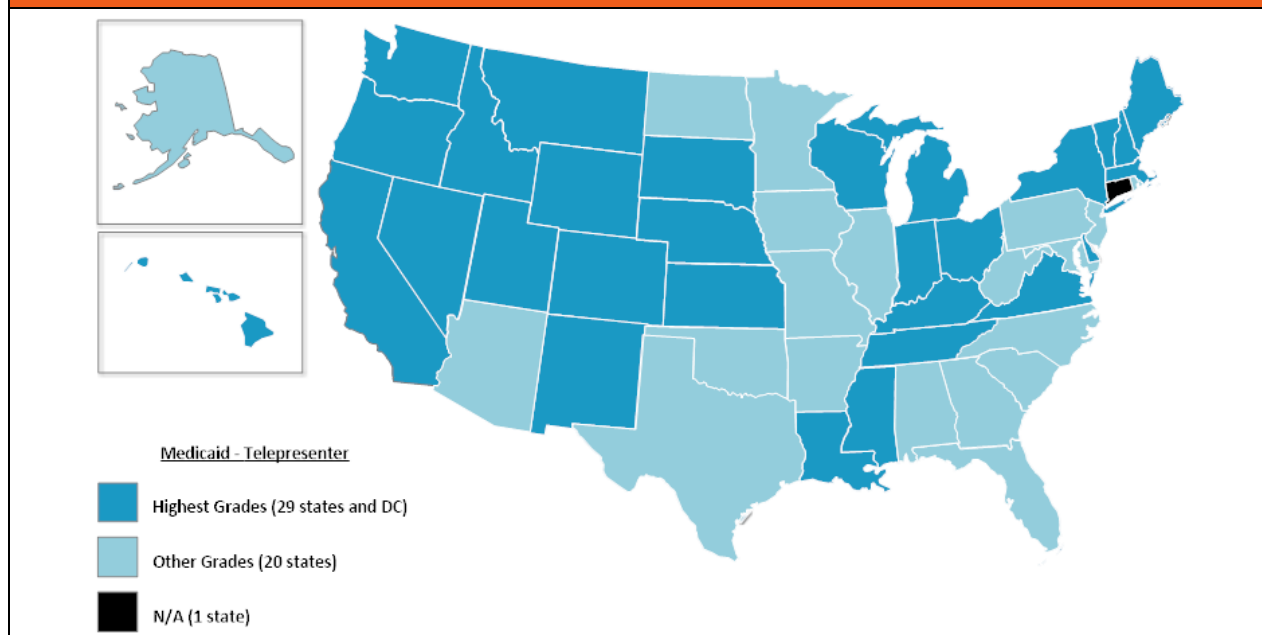 Medicaid - Telepresenter
Highest Grades (29 states and DC)
Other Grades (20 states)
N/A (1 state)